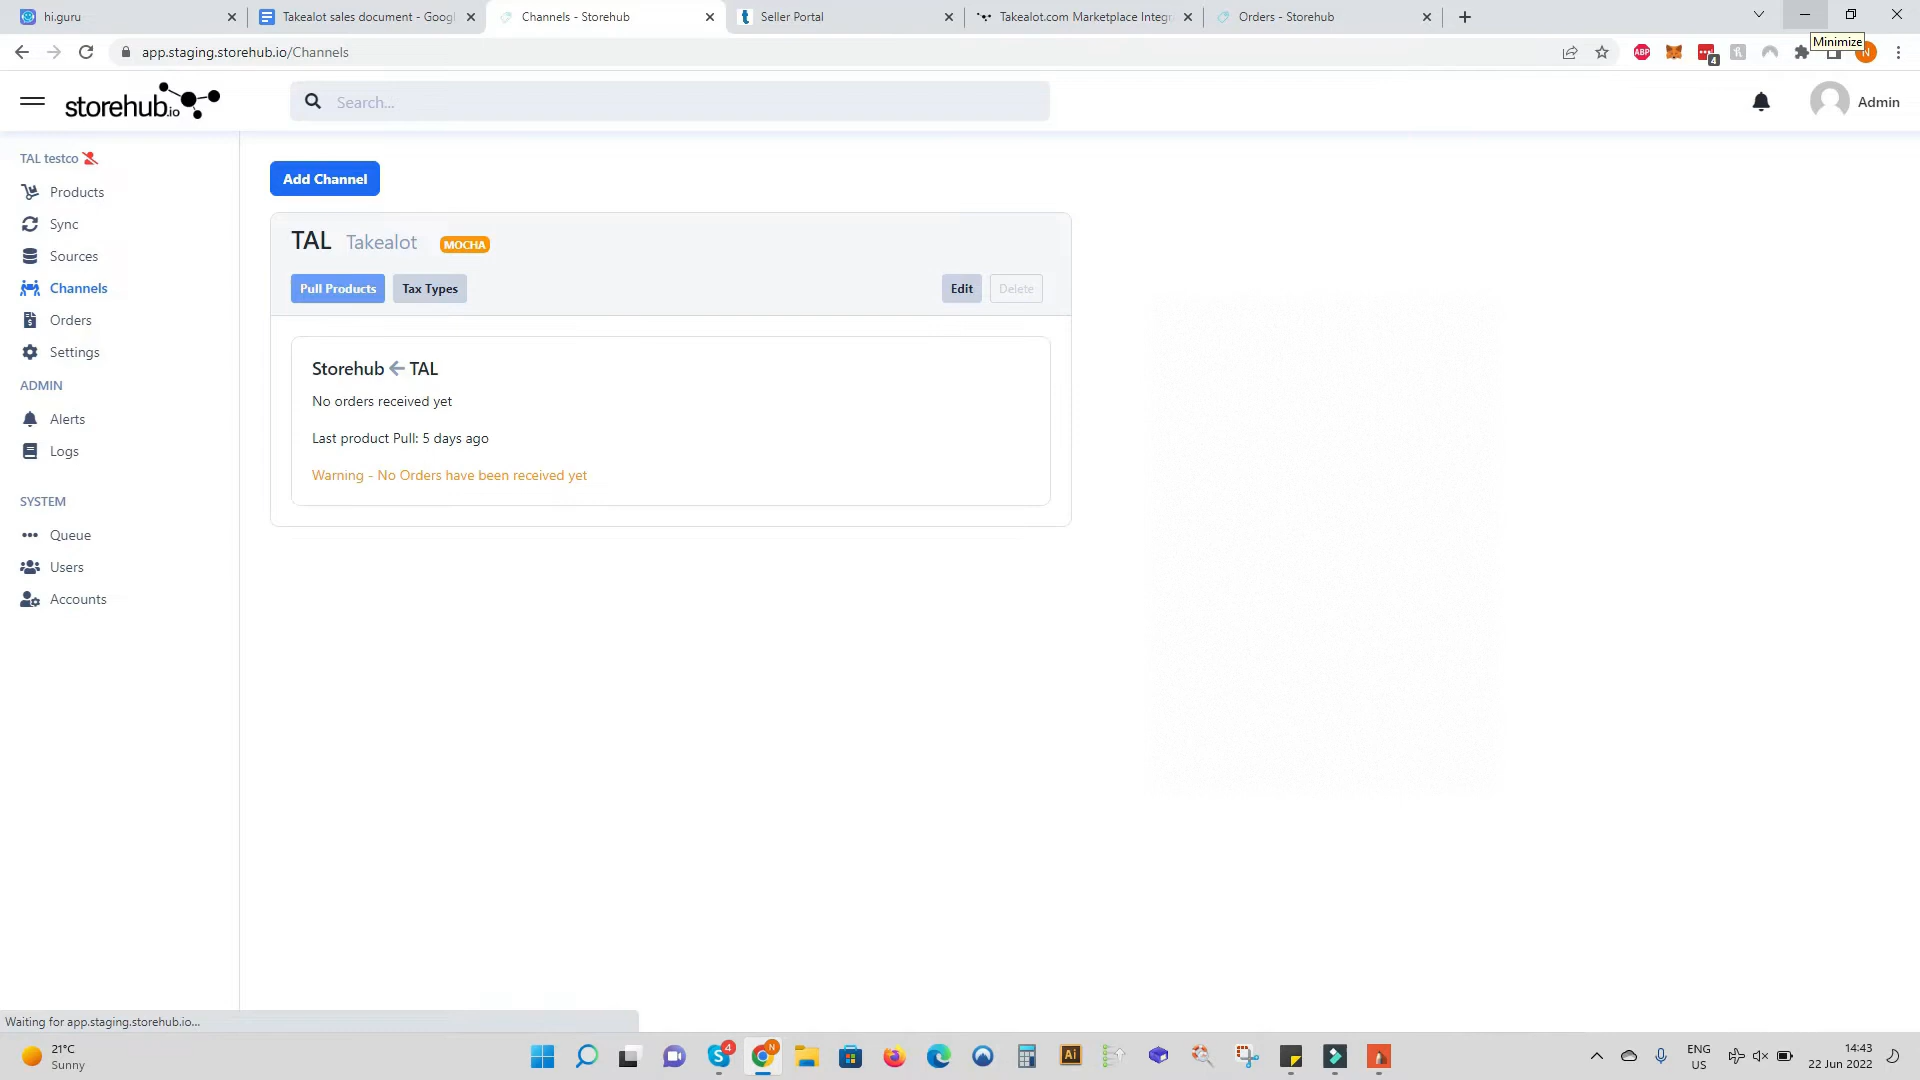 hi.guru
Takealot sales document - Googl
Channels - Storehub
Seller Portal
Takealot.com Marketplace Integr
Orders - Storehub
app.staging.storehub.io/Channels
ABP
4
N
Minimize
storehub.io
Search...
Admin
TAL testco
Products
Sync
Sources
Channels
Orders
Settings
ADMIN
Alerts
Logs
SYSTEM
Queue
Users
Accounts
Add Channel
TAL Takealot MOCHA
Pull Products
Tax Types
Edit
Delete
Storehub TAL
No orders received yet
Last product Pull: 5 days ago
Warning - No Orders have been received yet
Waiting for app.staging.storehub.io...
21°C
Sunny
4
N
Ai
ENG
US
14:43
22 Jun 2022